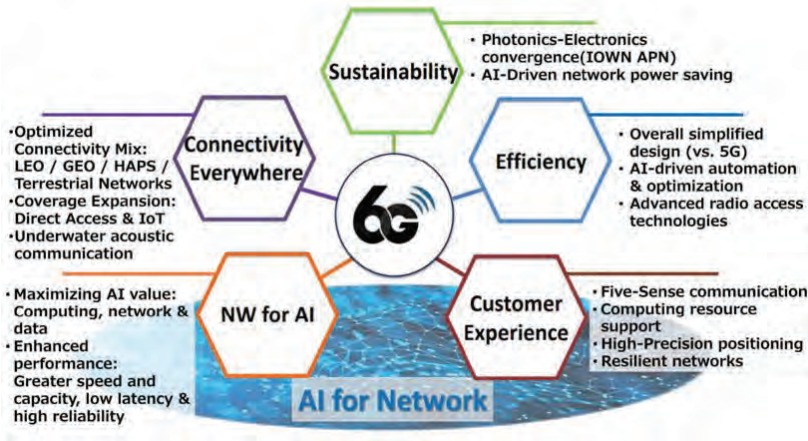 Sustainability
・Photonics-Electronics
convergence(IOWN APN)
・AI-Driven network power saving
Connectivity
Everywhere
・Optimized
Connectivity Mix:
LEO / GEO / HAPS /
Terrestrial Networks
・Coverage Expansion:
Direct Access & IoT
・Underwater acoustic
communication
Efficiency
・Overall simplified
design (vs. 5G)
・AI-driven automation
& optimization
・Advanced radio access
technologies
6G
NW for AI
・Maximizing AI value:
Computing, network &
data
・Enhanced
performance:
Greater speed and
capacity, low latency &
high reliability
Customer
Experience
・Five-Sense communication
・Computing resource
support
・High-Precision positioning
・Resilient networks
AI for Network